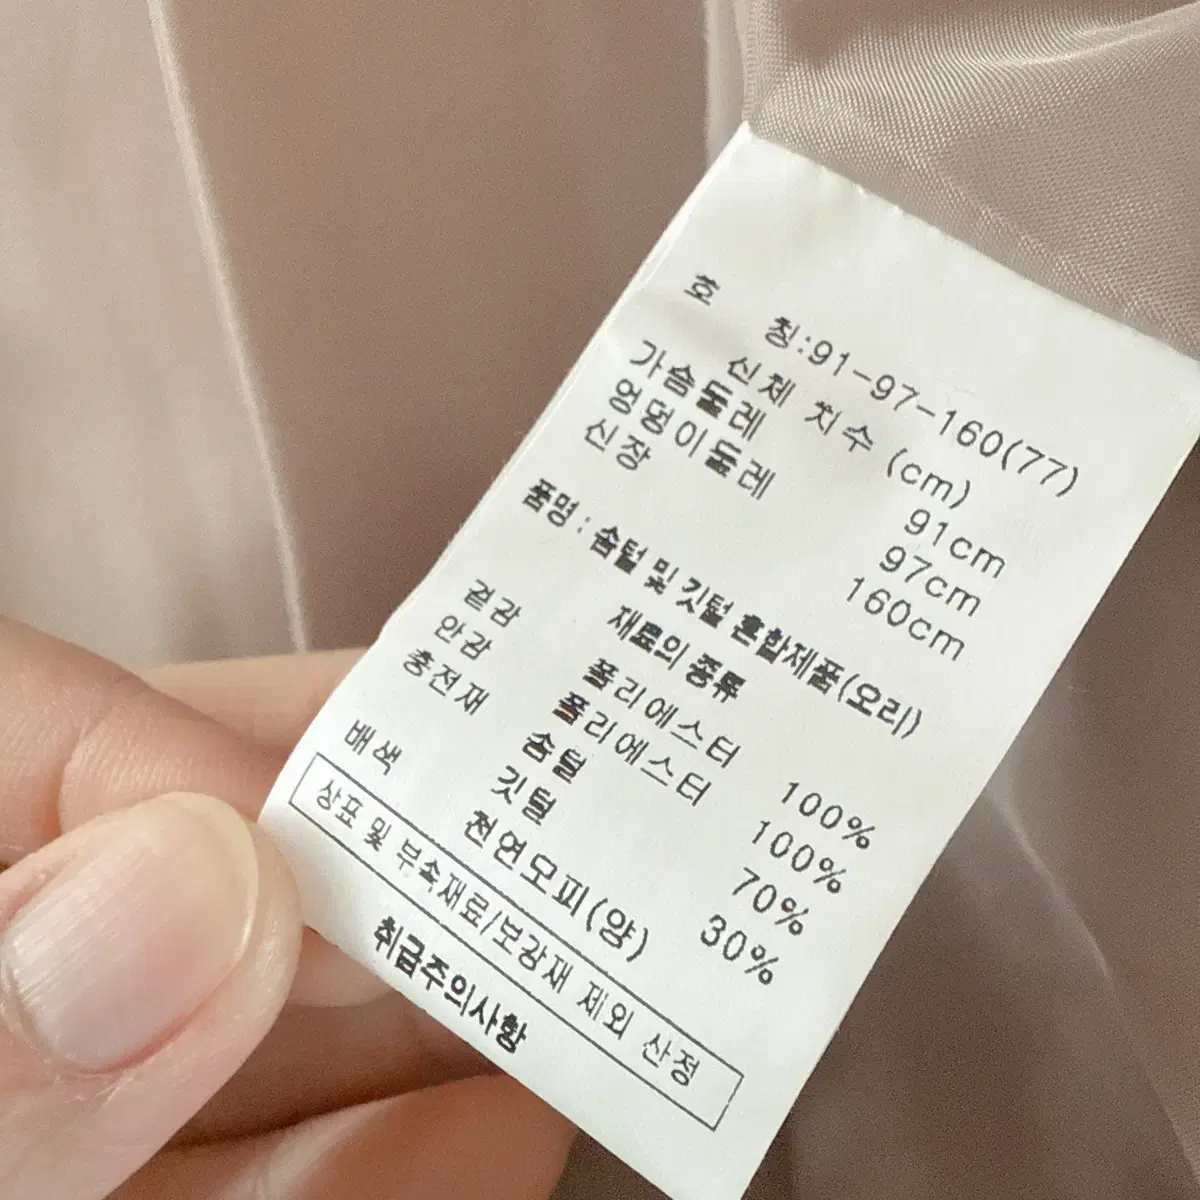 호 칭:91-97-160(77)
신체 치수 (cm)
가슴둘레 91cm
엉덩이둘레 97cm
신장 160cm
품명 : 솜털 및 깃털 혼합제품(오리)
재료의 종류
겉감 폴리에스터 100%
안감 폴리에스터 100%
충전재 솜털 70%
깃털 30%
배색 천연모피(양)
상표 및 부속재료/보강재 제외 산정
취급주의사항